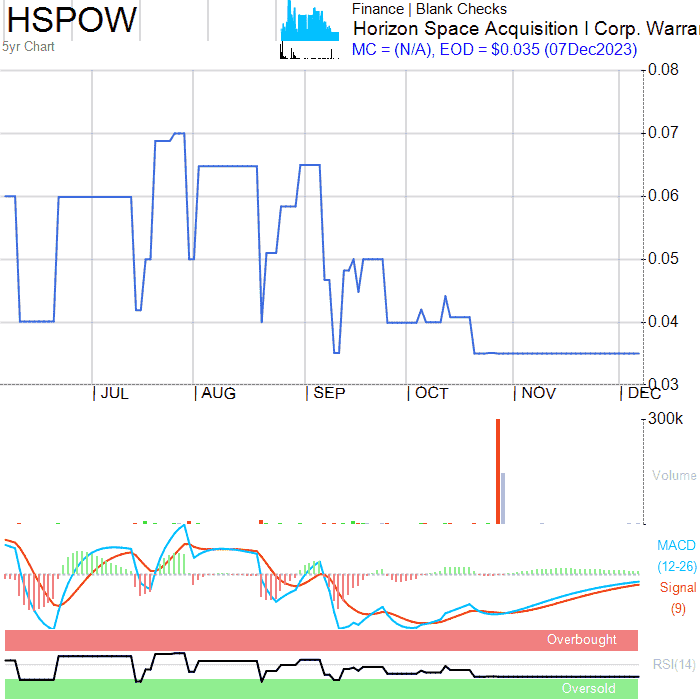 HSPOW
5yr Chart
Finance | Blank Checks
Horizon Space Acquisition I Corp. Warra
MC = (N/A), EOD = $0.035 (07Dec2023)
0.08
0.07
0.06
0.05
0.04
0.03
JUL AUG SEP OCT NOV DEC
300k
Volume
MACD
(12-26)
Signal
(9)
Overbought
RSI(14)
Oversold